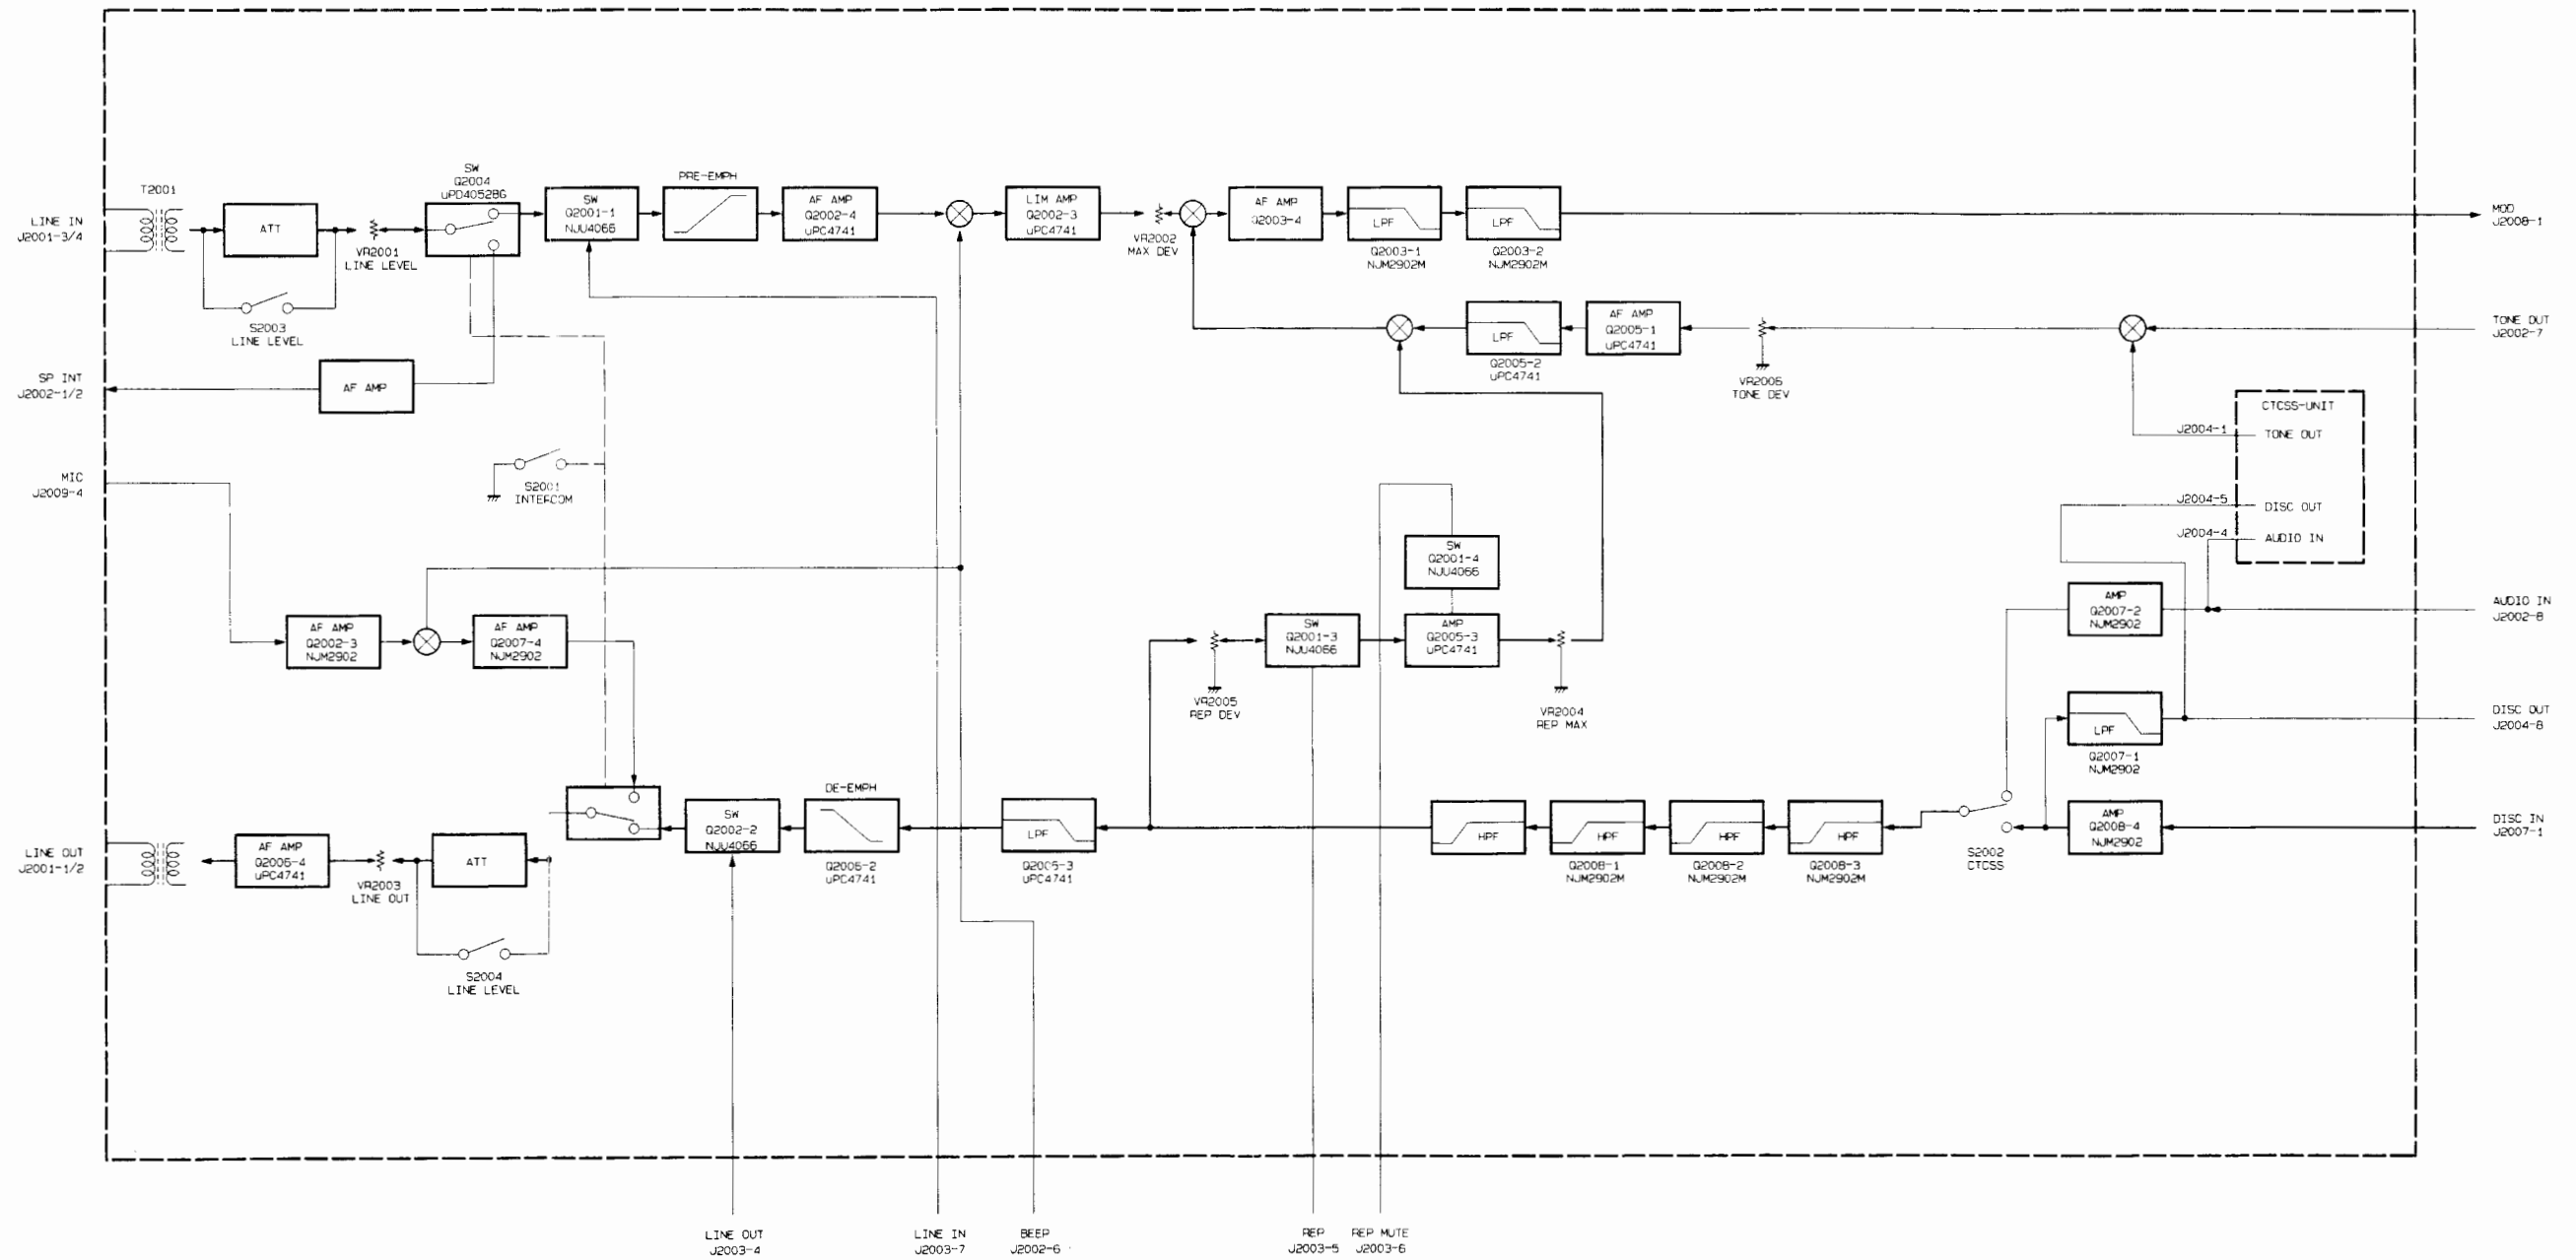 T2001
LINE IN
J2001-3/4
ATT
VR2001
LINE LEVEL
S2003
LINE LEVEL
SW
Q2004
uPD4052BG
SW
Q2001-1
NJU4066
PRE-EMPH
AF AMP
Q2002-4
uPC4741
LIM AMP
Q2002-3
uPC4741
VR2002
MAX DEV
AF AMP
Q2003-4
LPF
Q2003-1
NJM2902M
LPF
Q2003-2
NJM2902M
MOD
J2008-1
SP INT
J2002-1/2
AF AMP
LPF
Q2005-2
uPC4741
AF AMP
Q2005-1
uPC4741
VR2006
TONE DEV
TONE OUT
J2002-7
CTCSS-UNIT
J2004-1
TONE OUT
J2004-5
DISC OUT
J2004-4
AUDIO IN
MIC
J2009-4
S2001
INTERCOM
SW
Q2001-4
NJU4066
AF AMP
Q2002-3
NJM2902
AF AMP
Q2007-4
NJM2902
VR2005
REP DEV
SW
Q2001-3
NJU4066
AMP
Q2005-3
uPC4741
VR2004
REP MAX
AMP
Q2007-2
NJM2902
AUDIO IN
J2002-8
LPF
Q2007-1
NJM2902
DISC OUT
J2004-8
LINE OUT
J2001-1/2
AF AMP
Q2006-4
uPC4741
VR2003
LINE OUT
ATT
S2004
LINE LEVEL
SW
Q2002-2
NJU4066
DE-EMPH
Q2006-2
uPC4741
LPF
Q2005-3
uPC4741
HPF
HPF
Q2008-1
NJM2902M
HPF
Q2008-2
NJM2902M
HPF
Q2008-3
NJM2902M
S2002
CTCSS
AMP
Q2008-4
NJM2902
DISC IN
J2007-1
LINE OUT
J2003-4
LINE IN
J2003-7
BEEP
J2002-6
REP
J2003-5
REP MUTE
J2003-6